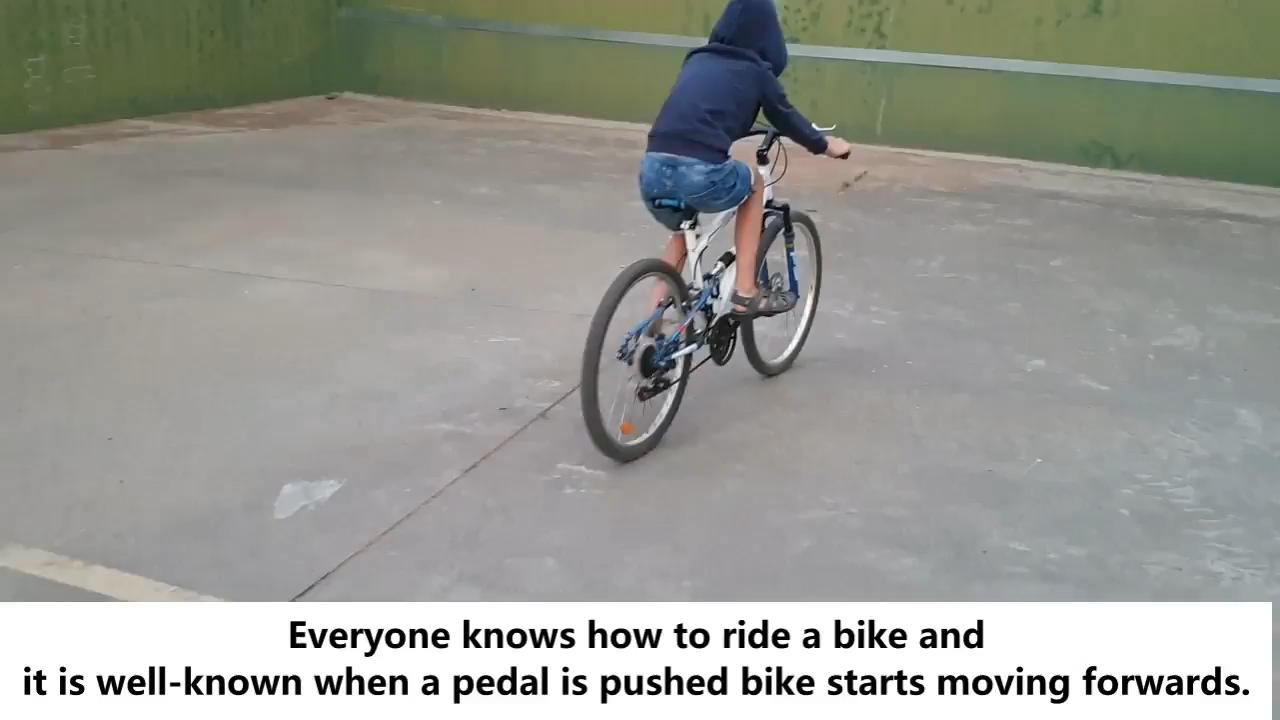 Everyone knows how to ride a bike and
it is well-known when a pedal is pushed bike starts moving forwards.